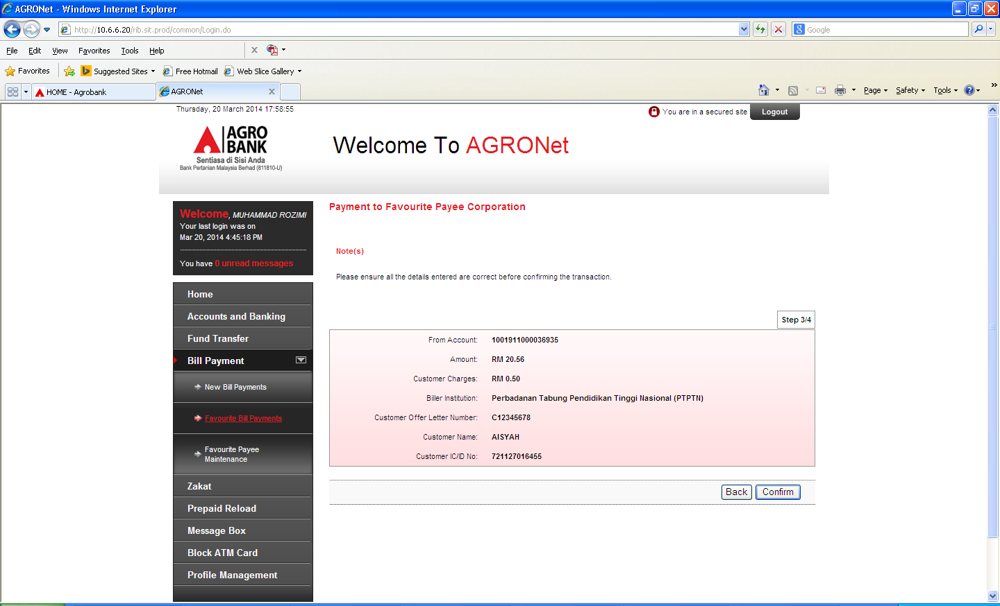 AGRONet - Windows Internet Explorer
http://10.6.6.20/rib.sit.prod/common/Login.do
Google
File Edit View Favorites Tools Help
Favorites Suggested Sites Free Hotmail Web Slice Gallery
HOME - Agrobank AGRONet Page Safety Tools
Thursday, 20 March 2014 17:58:55
You are in a secured site Logout
AGRO
BANK
Sentiasa di Sisi Anda
Bank Pertanian Malaysia Berhad (811810-U)
Welcome To AGRONet
Welcome, MUHAMMAD ROZIMI
Your last login was on
Mar 20, 2014 4:45:18 PM
You have 0 unread messages
Home
Accounts and Banking
Fund Transfer
Bill Payment
New Bill Payments
Favourite Bill Payments
Favourite Payee
Maintenance
Zakat
Prepaid Reload
Message Box
Block ATM Card
Profile Management
Payment to Favourite Payee Corporation
Note(s)
Please ensure all the details entered are correct before confirming the transaction.
Step 3/4
From Account: 1001911000036935
Amount: RM 20.56
Customer Charges: RM 0.50
Biller Institution: Perbadanan Tabung Pendidikan Tinggi Nasional (PTPTN)
Customer Offer Letter Number: C12345678
Customer Name: AISYAH
Customer IC/ID No: 721127016455
Back Confirm